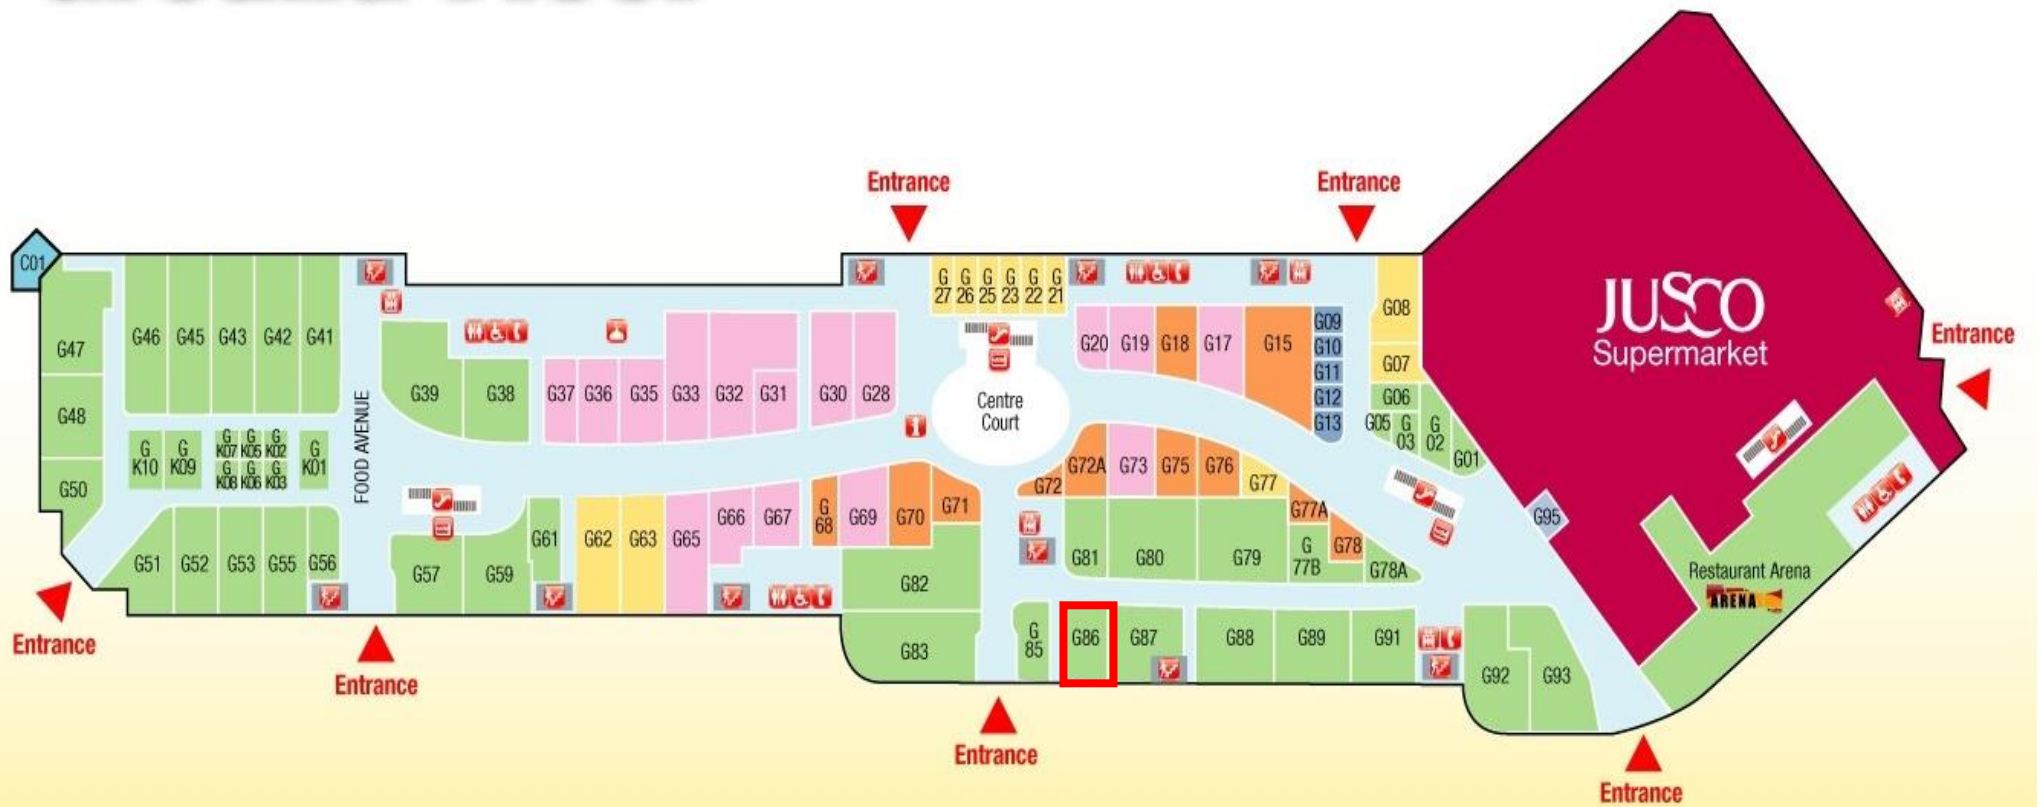 Entrance
Entrance
Entrance
C01
G47
G48
G50
G46
G45
G43
G42
G41
G
K10
G
K09
G
K07
G
K05
G
K02
G
K08
G
K06
G
K03
G
K01
G51
G52
G53
G55
G56
FOOD AVENUE
G39
G38
G37
G36
G35
G33
G32
G31
G30
G28
G57
G59
G61
G62
G63
G65
G66
G67
G
68
G69
G70
G71
G82
G83
G
27
G
26
G
25
G
23
G
22
G
21
Centre
Court
G20
G19
G18
G17
G15
G09
G10
G11
G12
G13
G08
G07
G06
G05
G
03
G
02
G01
G72
G72A
G73
G75
G76
G77
G77A
G78
G81
G80
G79
G
77B
G78A
G
85
G86
G87
G88
G89
G91
G92
G93
G95
JUSCO
Supermarket
Restaurant Arena
ARENA
Entrance
Entrance
Entrance
Entrance